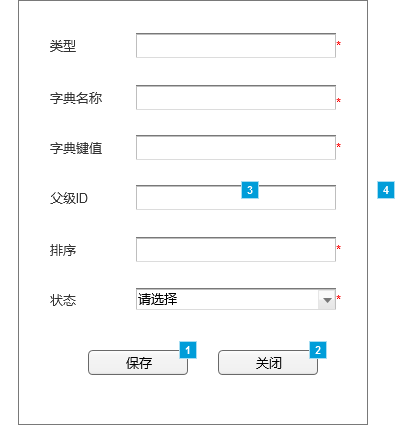 类型 *
字典名称 *
字典键值 *
父级ID 3 4
排序 *
状态 请选择 *
保存 1 关闭 2